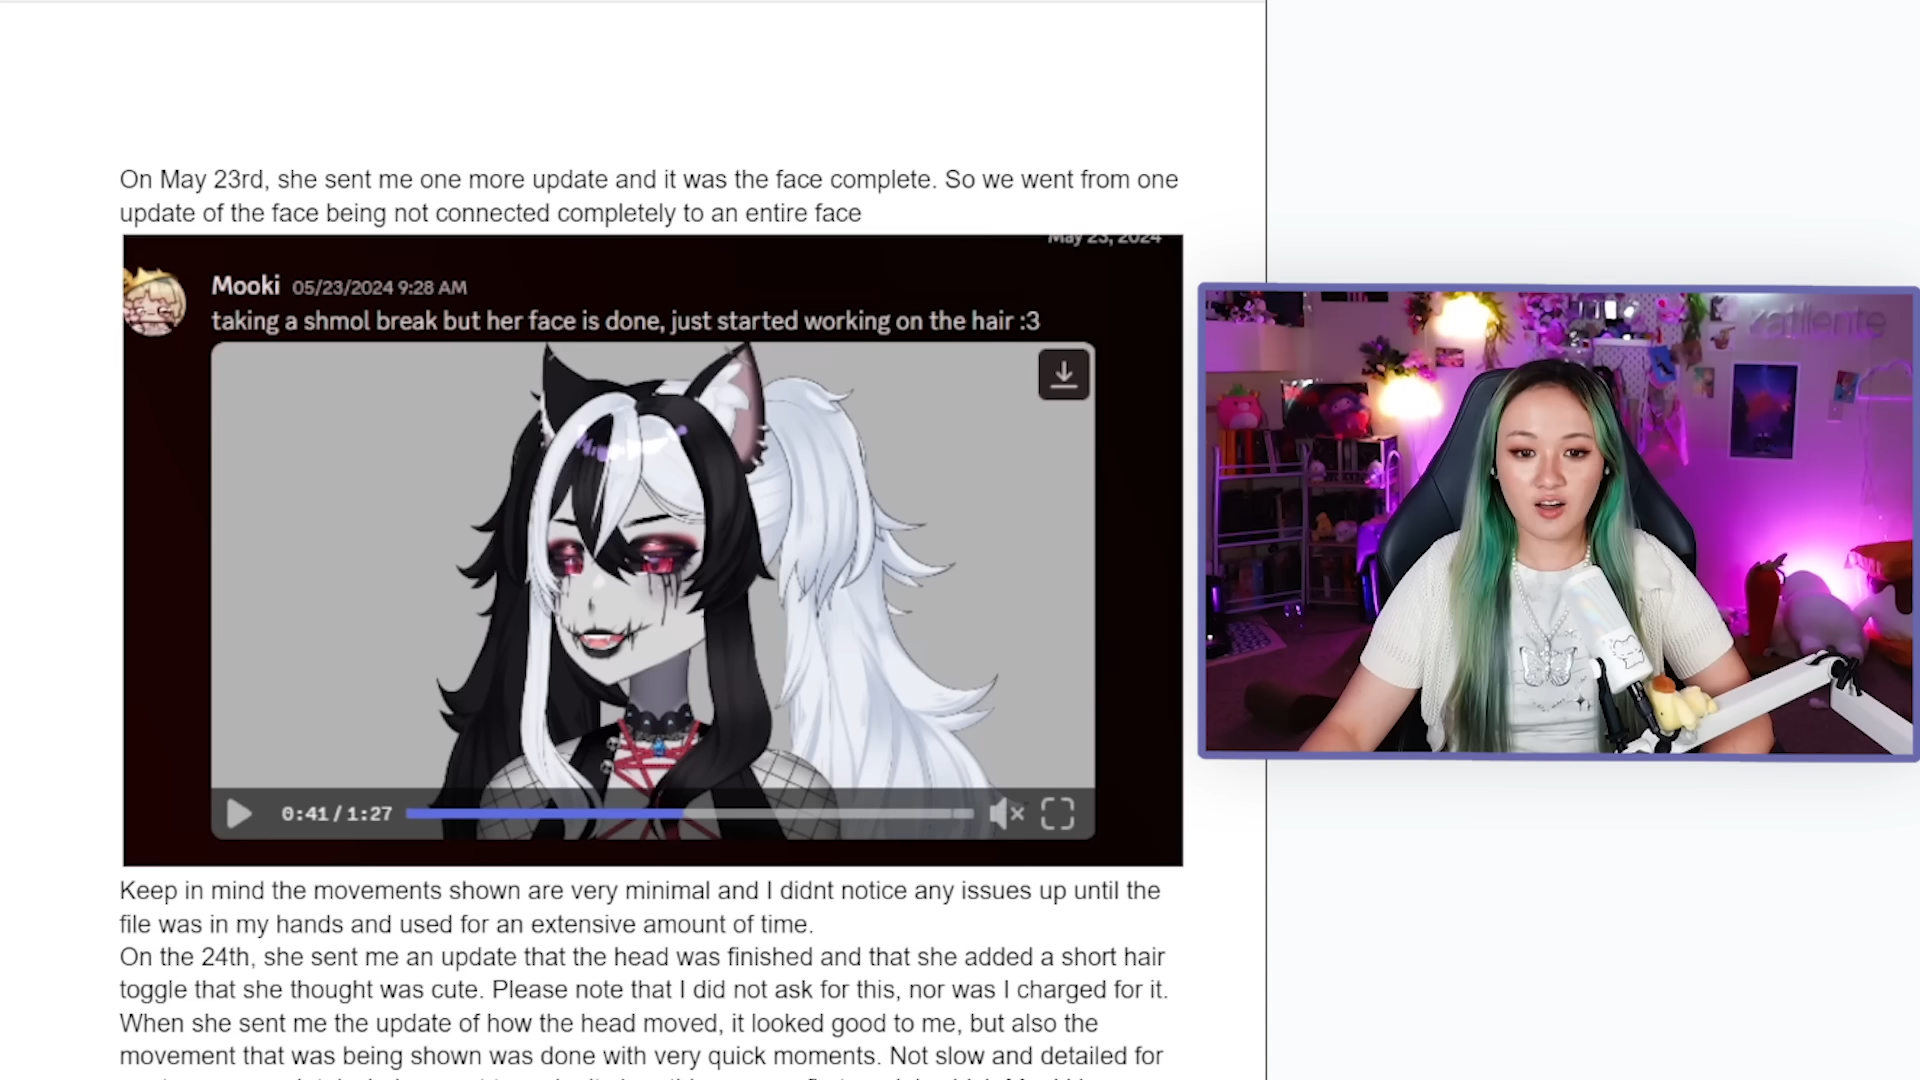 On May 23rd, she sent me one more update and it was the face complete. So we went from one
update of the face being not connected completely to an entire face
May 23, 2024
Mooki 05/23/2024 9:28 AM
taking a shmol break but her face is done, just started working on the hair :3
0:41 / 1:27
valliente
Keep in mind the movements shown are very minimal and I didnt notice any issues up until the
file was in my hands and used for an extensive amount of time.
On the 24th, she sent me an update that the head was finished and that she added a short hair
toggle that she thought was cute. Please note that I did not ask for this, nor was I charged for it.
When she sent me the update of how the head moved, it looked good to me, but also the
movement that was being shown was done with very quick moments. Not slow and detailed for